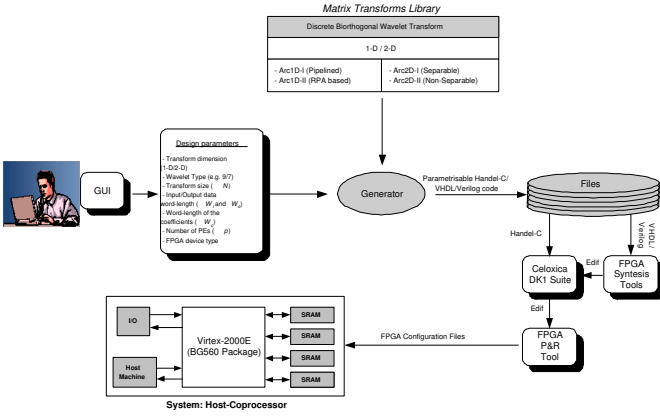 Matrix Transforms Library
Discrete Biorthogonal Wavelet Transform
1-D / 2-D
- Arc1D-I (Pipelined)
- Arc1D-II (RPA based)
- Arc2D-I (Separable)
- Arc2D-II (Non-Separable)
GUI
Design parameters
- Transform dimension
(1-D/2-D)
- Wavelet Type (e.g. 9/7)
- Transform size ( N)
- Input/Output data
word-length ( Wi and Wo)
- Word-length of the
coefficients ( Wc)
- Number of PEs ( p)
- FPGA device type
Generator
Parametrisable Handel-C/
VHDL/Verilog code
Files
Handel-C
VHDL/
Verilog
Celoxica
DK1 Suite
Edif
FPGA
Syntesis
Tools
Edif
FPGA
P&R
Tool
FPGA Configuration Files
I/O
Host
Machine
Virtex-2000E
(BG560 Package)
SRAM
SRAM
SRAM
SRAM
System: Host-Coprocessor